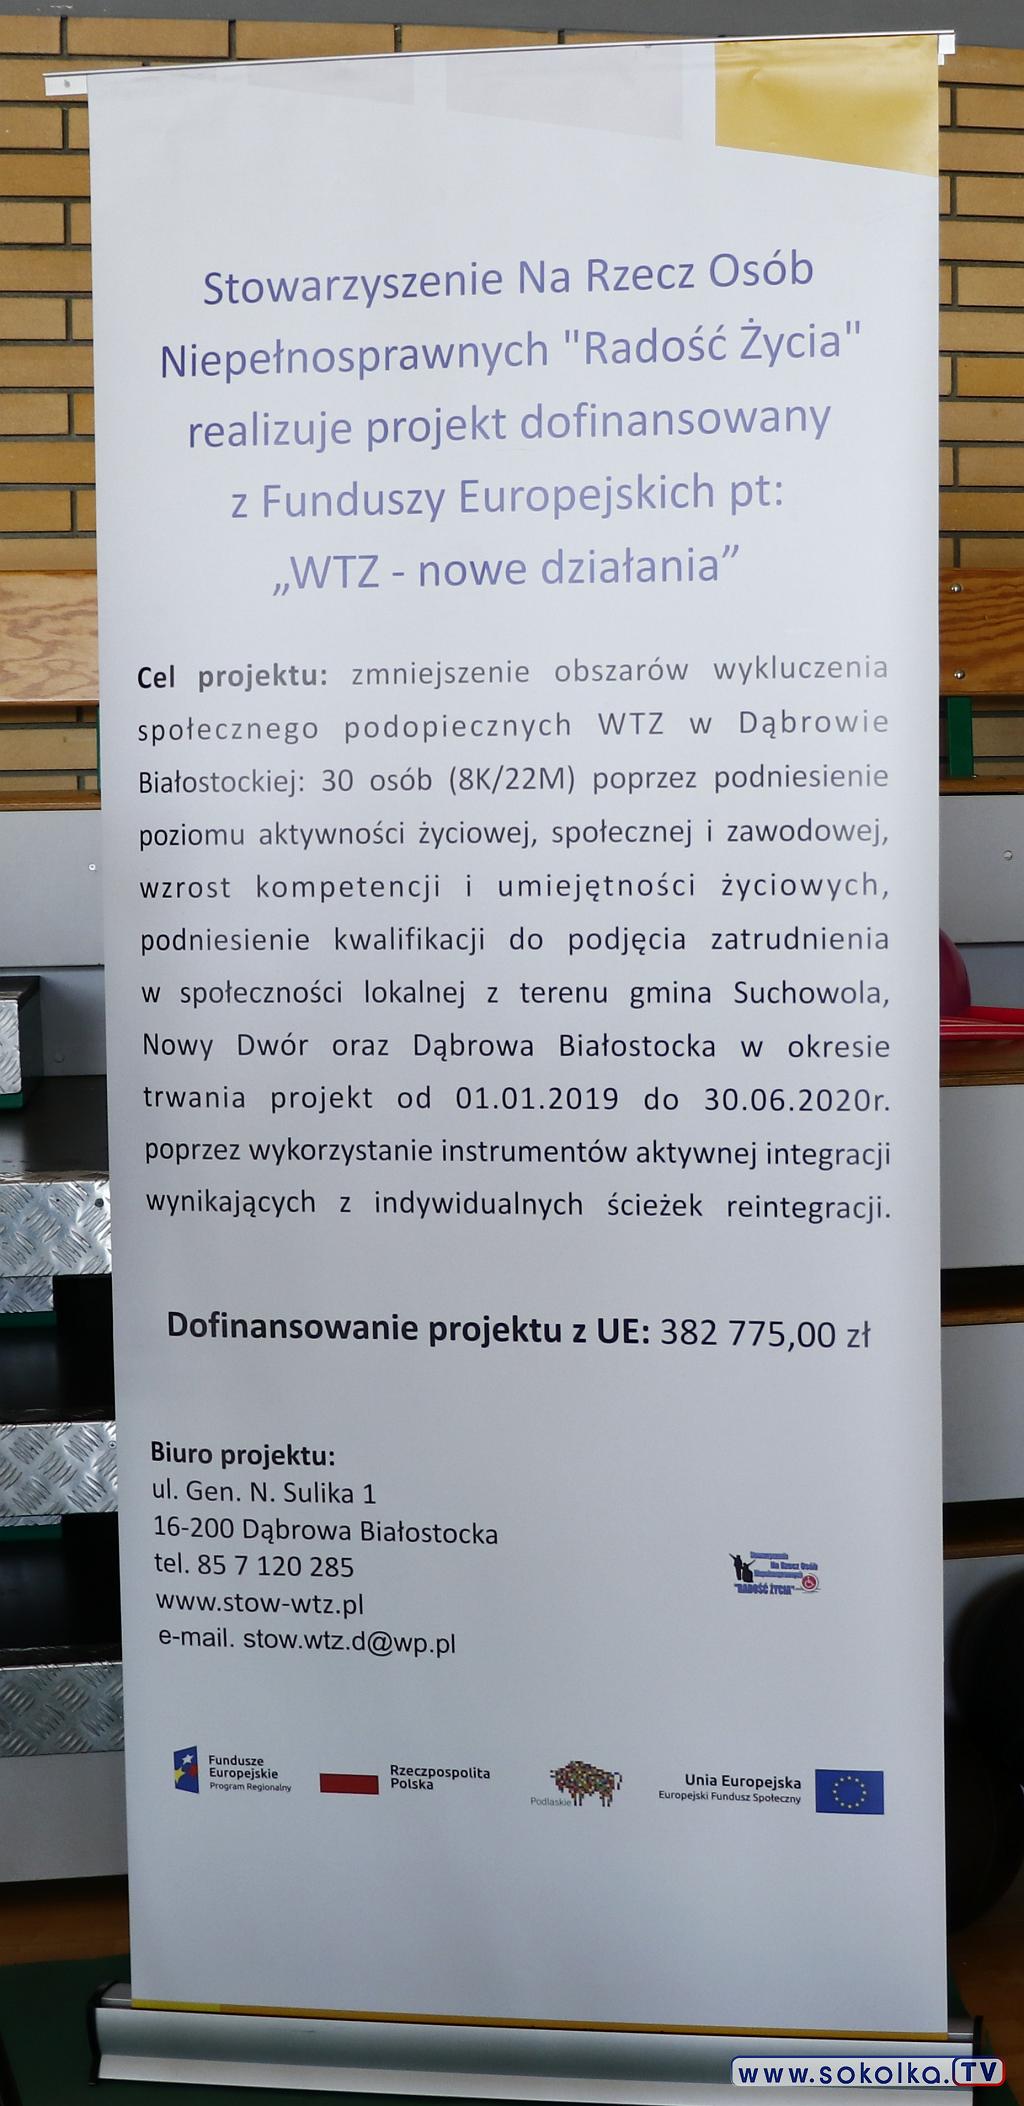 Stowarzyszenie Na Rzecz Osób
Niepełnosprawnych "Radość Życia"
realizuje projekt dofinansowany
z Funduszy Europejskich pt:
„WTZ - nowe działania”
Cel projektu: zmniejszenie obszarów wykluczenia
społecznego podopiecznych WTZ w Dąbrowie
Białostockiej: 30 osób (8K/22M) poprzez podniesienie
poziomu aktywności życiowej, społecznej i zawodowej,
wzrost kompetencji i umiejętności życiowych,
podniesienie kwalifikacji do podjęcia zatrudnienia
w społeczności lokalnej z terenu gmina Suchowola,
Nowy Dwór oraz Dąbrowa Białostocka w okresie
trwania projekt od 01.01.2019 do 30.06.2020r.
poprzez wykorzystanie instrumentów aktywnej integracji
wynikających z indywidualnych ścieżek reintegracji.
Dofinansowanie projektu z UE: 382 775,00 zł
Biuro projektu:
ul. Gen. N. Sulika 1
16-200 Dąbrowa Białostocka
tel. 85 7 120 285
www.stow-wtz.pl
e-mail. stow.wtz.d@wp.pl
Stowarzyszenie
Na Rzecz Osób
Niepełnosprawnych
"RADOŚĆ ŻYCIA"
Fundusze
Europejskie
Program Regionalny
Rzeczpospolita
Polska
Podlaskie
Unia Europejska
Europejski Fundusz Społeczny
www.sokolka.TV